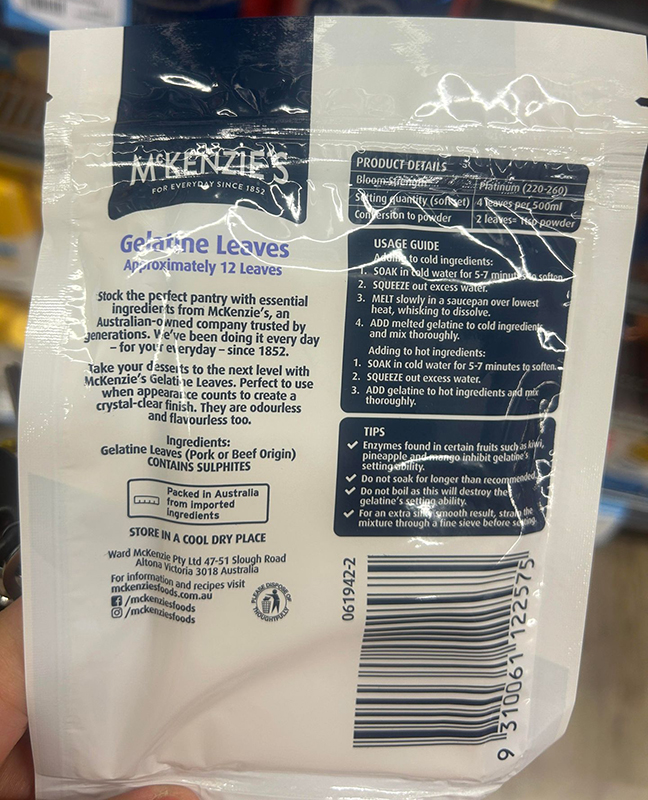 McKENZIE'S
FOR EVERYDAY SINCE 1852
Gelatine Leaves
Approximately 12 Leaves
Stock the perfect pantry with essential
ingredients from McKenzie's, an
Australian-owned company trusted by
generations. We've been doing it every day
– for your everyday – since 1852.
Take your desserts to the next level with
McKenzie's Gelatine Leaves. Perfect to use
when appearance counts to create a
crystal-clear finish. They are odourless
and flavourless too.
Ingredients:
Gelatine Leaves (Pork or Beef Origin)
CONTAINS SULPHITES
Packed in Australia
from imported
ingredients
STORE IN A COOL DRY PLACE
Ward McKenzie Pty Ltd 47-51 Slough Road
Altona Victoria 3018 Australia
For information and recipes visit
mckenziesfoods.com.au
/mckenziesfoods
/mckenziesfoods
PLEASE DISPOSE OF
THOUGHTFULLY
PRODUCT DETAILS
Bloom strength Platinum (220-260)
Setting quantity (soft set) 4 leaves per 500ml
Conversion to powder 2 leaves= 1tsp powder
USAGE GUIDE
Adding to cold ingredients:
1. SOAK in cold water for 5-7 minutes to soften.
2. SQUEEZE out excess water.
3. MELT slowly in a saucepan over lowest
heat, whisking to dissolve.
4. ADD melted gelatine to cold ingredients
and mix thoroughly.
Adding to hot ingredients:
1. SOAK in cold water for 5-7 minutes to soften.
2. SQUEEZE out excess water.
3. ADD gelatine to hot ingredients and mix
thoroughly.
TIPS
✓ Enzymes found in certain fruits such as kiwi,
pineapple and mango inhibit gelatine's
setting ability.
✓ Do not soak for longer than recommended.
✓ Do not boil as this will destroy the
gelatine's setting ability.
✓ For an extra silky smooth result, strain the
mixture through a fine sieve before setting.
061942-2
9 310061 122575